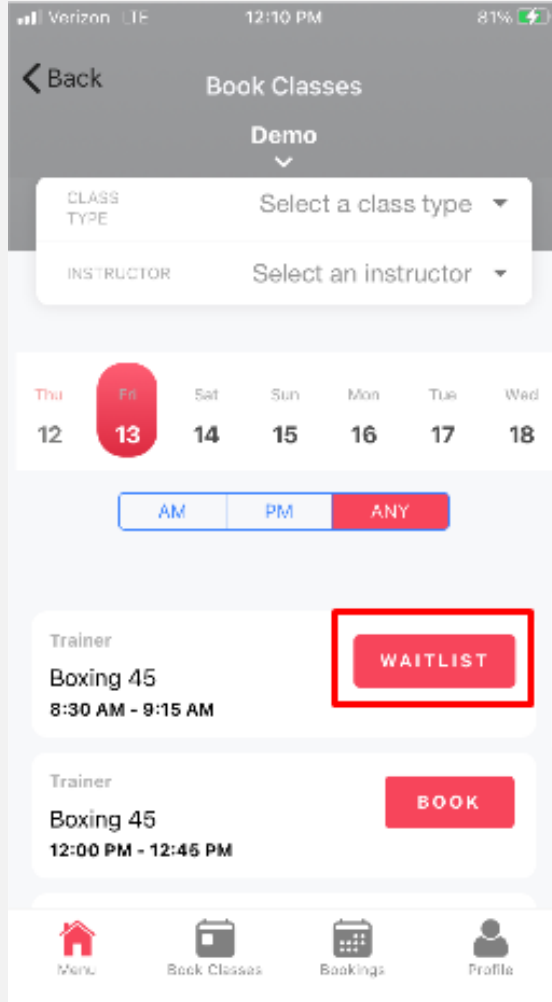 Verizon LTE 12:10 PM 81%
Back
Book Classes
Demo
CLASS TYPE Select a class type
INSTRUCTOR Select an instructor
Thu Fri Sat Sun Mon Tue Wed
12 13 14 15 16 17 18
AM PM ANY
Trainer
WAITLIST
Boxing 45
8:30 AM - 9:15 AM
Trainer
BOOK
Boxing 45
12:00 PM - 12:45 PM
Menu Book Classes Bookings Profile